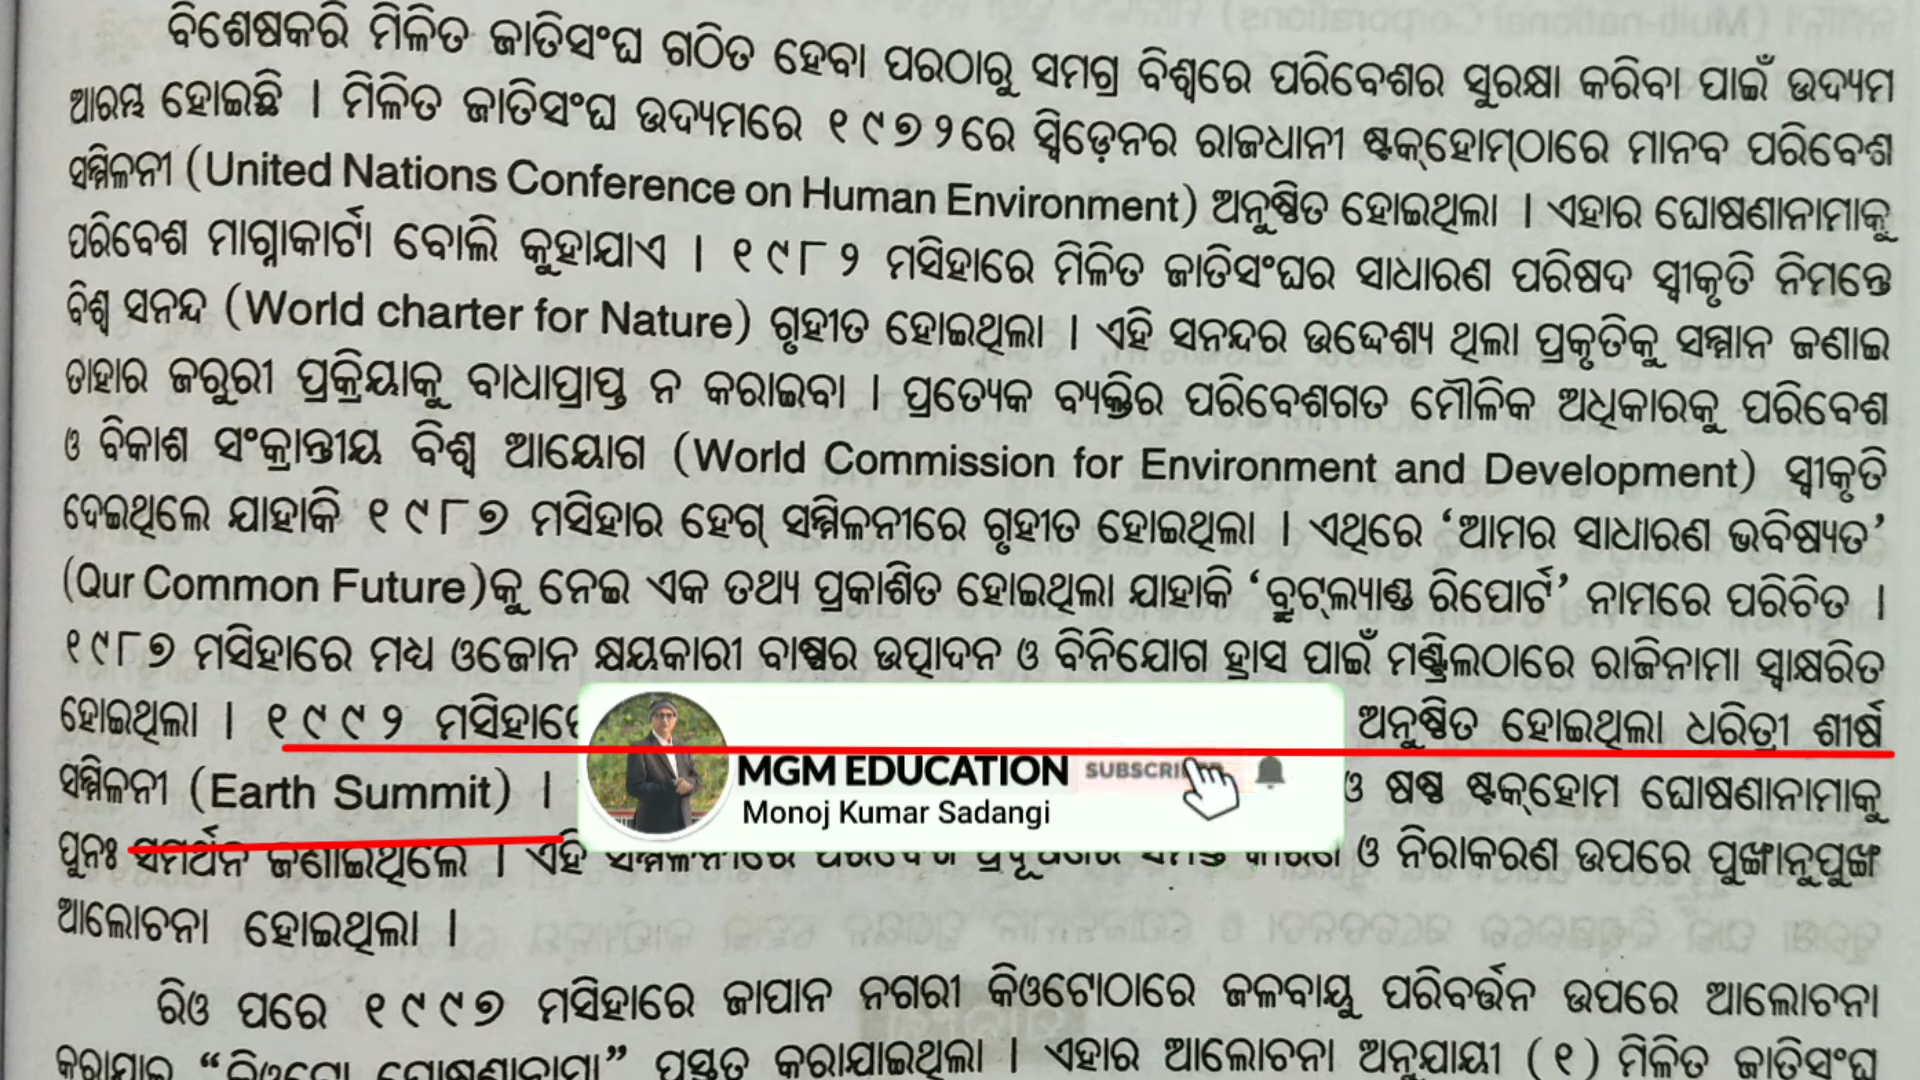 ବିଶେଷକରି ମିଳିତ ଜାତିସଂଘ ଗଠିତ ହେବା ପରଠାରୁ ସମଗ୍ର ବିଶ୍ୱରେ ପରିବେଶର ସୁରକ୍ଷା କରିବା ପାଇଁ ଉଦ୍ୟମ
ଆରମ୍ଭ ହୋଇଛି । ମିଳିତ ଜାତିସଂଘ ଉଦ୍ୟମରେ ୧୯୭୨ରେ ସ୍ୱିଡ଼େନର ରାଜଧାନୀ ଷ୍ଟକ୍‌ହୋମ୍‌ଠାରେ ମାନବ ପରିବେଶ
ସମ୍ମିଳନୀ (United Nations Conference on Human Environment) ଅନୁଷ୍ଠିତ ହୋଇଥିଲା । ଏହାର ଘୋଷଣାନାମାକୁ
ପରିବେଶ ମାଗ୍ନାକାର୍ଟା ବୋଲି କୁହାଯାଏ । ୧୯୮୨ ମସିହାରେ ମିଳିତ ଜାତିସଂଘର ସାଧାରଣ ପରିଷଦ ସ୍ୱୀକୃତି ନିମନ୍ତେ
ବିଶ୍ୱ ସନନ୍ଦ (World charter for Nature) ଗୃହୀତ ହୋଇଥିଲା । ଏହି ସନନ୍ଦର ଉଦ୍ଦେଶ୍ୟ ଥିଲା ପ୍ରକୃତିକୁ ସମ୍ମାନ ଜଣାଇ
ତାହାର ଜରୁରୀ ପ୍ରକ୍ରିୟାକୁ ବାଧାପ୍ରାପ୍ତ ନ କରାଇବା । ପ୍ରତ୍ୟେକ ବ୍ୟକ୍ତିର ପରିବେଶଗତ ମୌଳିକ ଅଧିକାରକୁ ପରିବେଶ
ଓ ବିକାଶ ସଂକ୍ରାନ୍ତୀୟ ବିଶ୍ୱ ଆୟୋଗ (World Commission for Environment and Development) ସ୍ୱୀକୃତି
ଦେଇଥିଲେ ଯାହାକି ୧୯୮୭ ମସିହାର ହେଗ୍ ସମ୍ମିଳନୀରେ ଗୃହୀତ ହୋଇଥିଲା । ଏଥିରେ ‘ଆମର ସାଧାରଣ ଭବିଷ୍ୟତ’
(Qur Common Future)କୁ ନେଇ ଏକ ତଥ୍ୟ ପ୍ରକାଶିତ ହୋଇଥିଲା ଯାହାକି ‘ବ୍ରୁଟ୍‌ଲ୍ୟାଣ୍ଡ ରିପୋର୍ଟ’ ନାମରେ ପରିଚିତ ।
୧୯୮୭ ମସିହାରେ ମଧ୍ୟ ଓଜୋନ କ୍ଷୟକାରୀ ବାଷ୍ପର ଉତ୍ପାଦନ ଓ ବିନିଯୋଗ ହ୍ରାସ ପାଇଁ ମଣ୍ଟ୍ରିଲଠାରେ ରାଜିନାମା ସ୍ୱାକ୍ଷରିତ
ହୋଇଥିଲା । ୧୯୯୨ ଅନୁଷ୍ଠିତ ହୋଇଥିଲା ଧରିତ୍ରୀ ଶୀର୍ଷ
ସମ୍ମିଳନୀ (Earth Summit) । ଓ ଷଷ୍ଠ ଷ୍ଟକ୍‌ହୋମ ଘୋଷଣାନାମାକୁ
MGM EDUCATION SUBSCRIBE
Monoj Kumar Sadangi
ପୁନଃ ସମର୍ଥନ ଜଣାଇଥିଲେ । ଏହି ଓ ନିରାକରଣ ଉପରେ ପୁଙ୍ଖାନୁପୁଙ୍ଖ
ଆଲୋଚନା ହୋଇଥିଲା ।
ରିଓ ପରେ ୧୯୯୭ ମସିହାରେ ଜାପାନ ନଗରୀ କିଓଟୋଠାରେ ଜଳବାୟୁ ପରିବର୍ତ୍ତନ ଉପରେ ଆଲୋଚନା
କରାଯାଇ “କିଓଟୋ ଘୋଷଣାନାମା” ପ୍ରସ୍ତୁତ କରାଯାଇଥିଲା । ଏହାର ଆଲୋଚନା ଅନୁଯାୟୀ (୧) ମିଳିତ ଜାତିସଂଘ